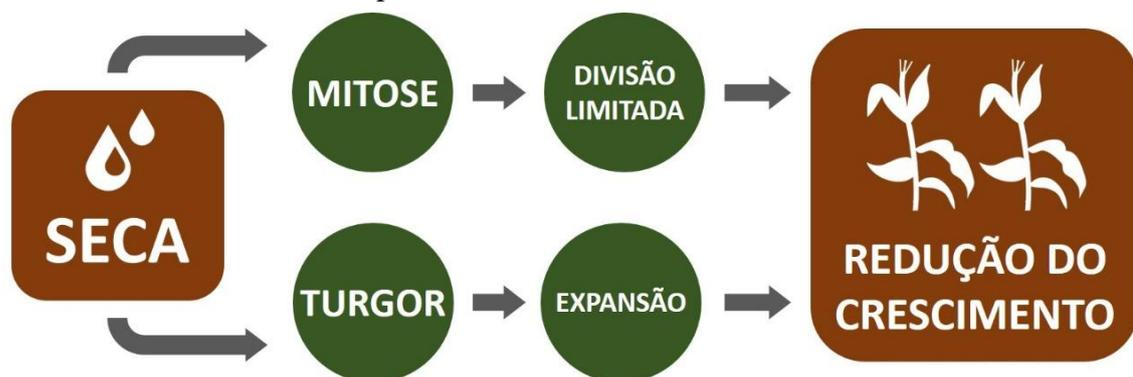 SECA
MITOSE
DIVISÃO
LIMITADA
TURGOR
EXPANSÃO
REDUÇÃO DO
CRESCIMENTO